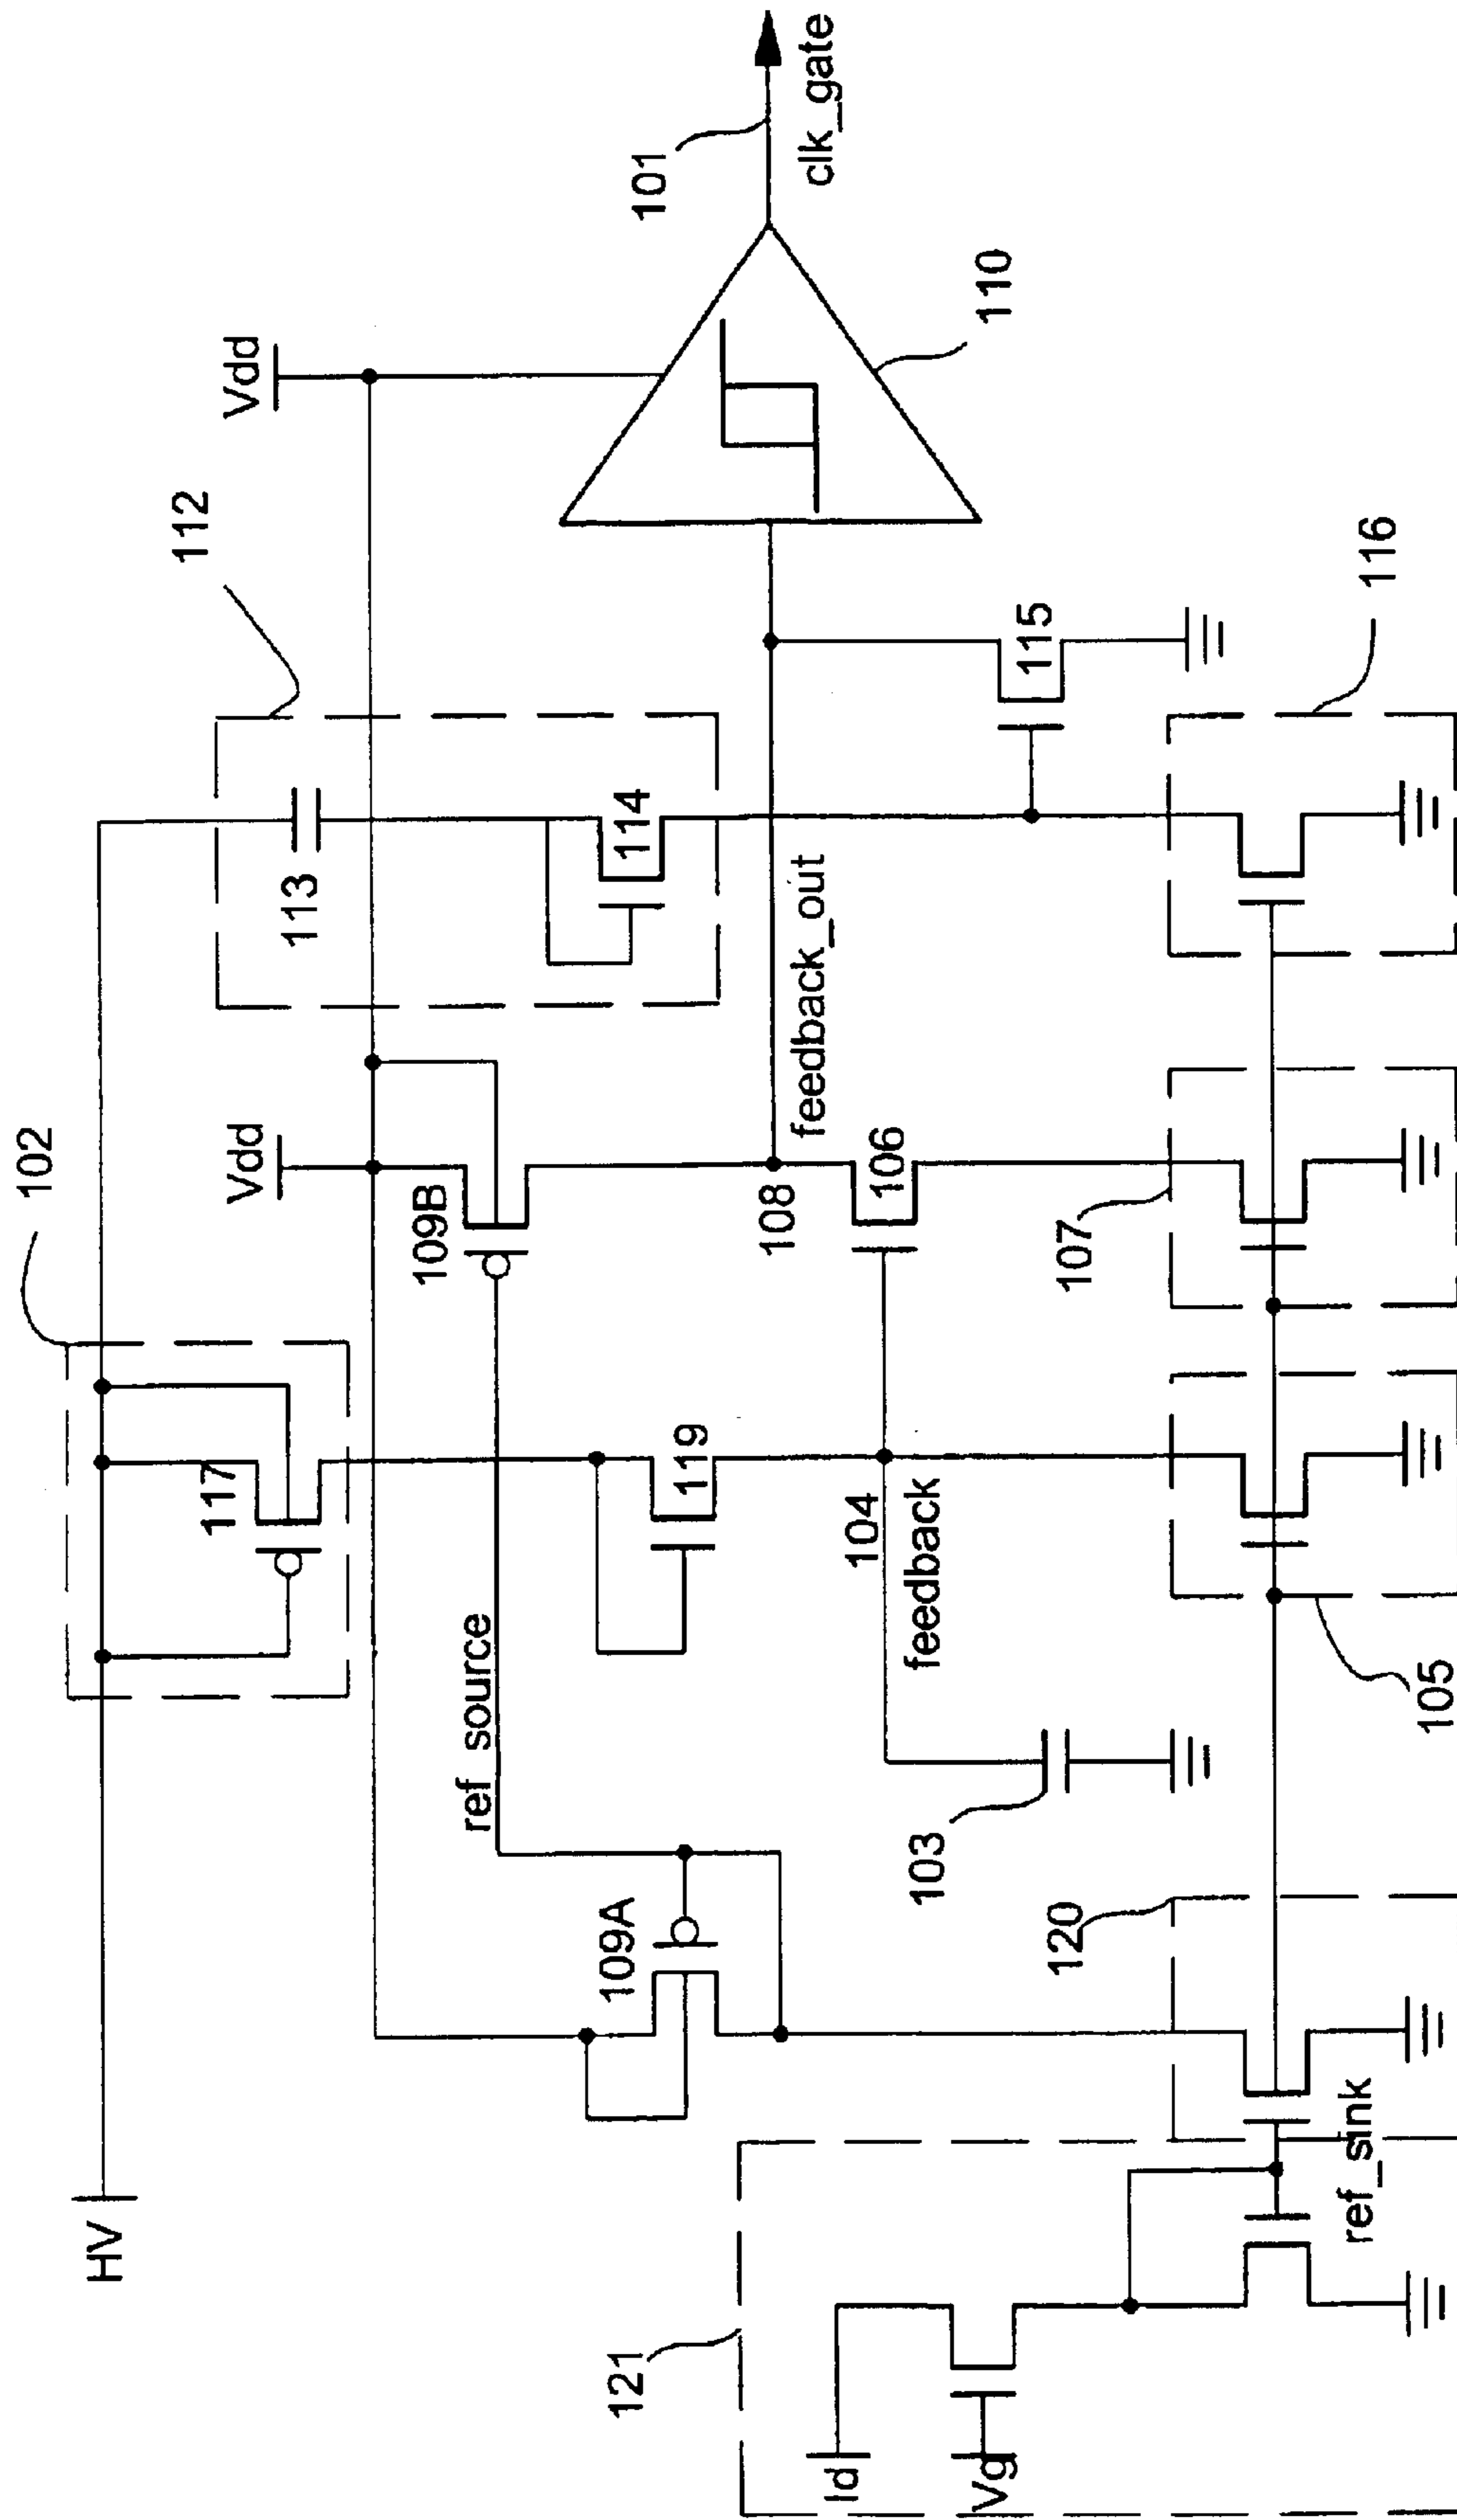 HV
102
117
Vdd
112
113
114
Vdd
101
clk_gate
110
109A
ref_source
109B
119
104
feedback
103
108
feedback_out
106
115
121
Id
Vg
ref_sink
120
105
107
116